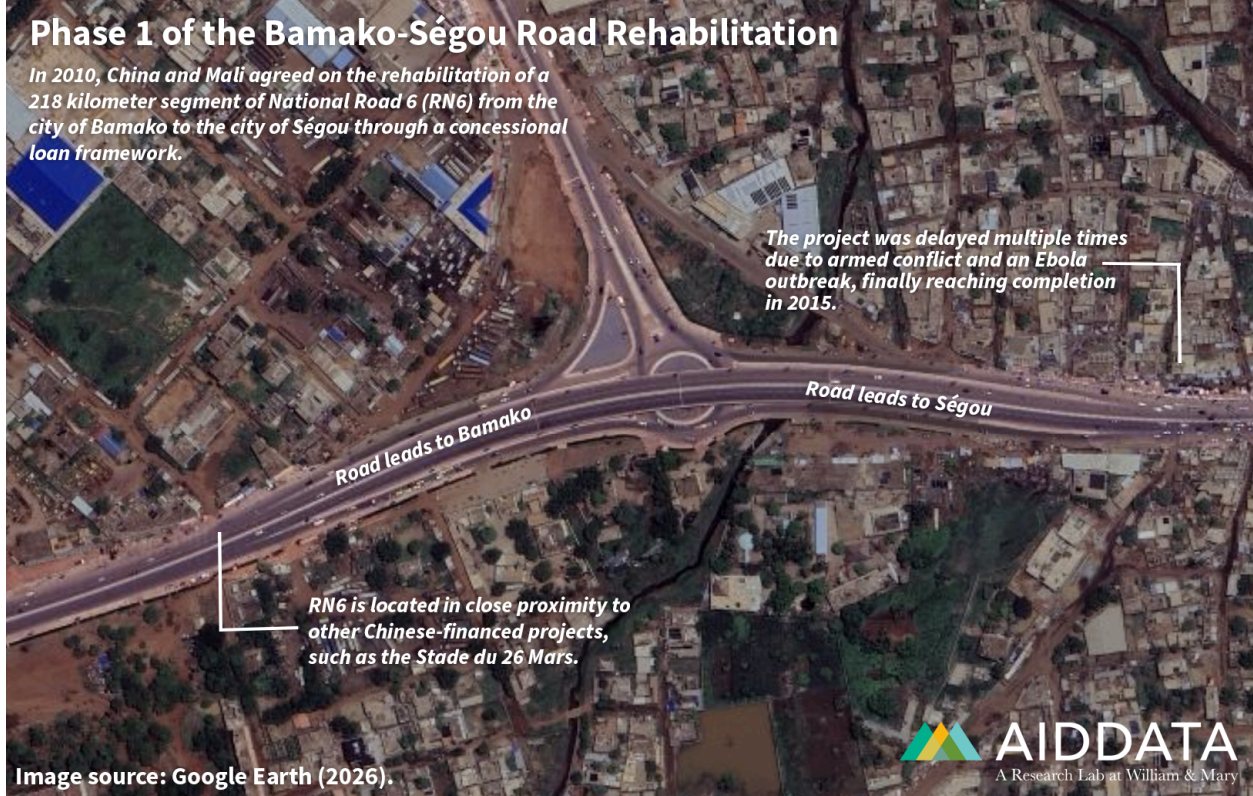 Phase 1 of the Bamako-Ségou Road Rehabilitation
In 2010, China and Mali agreed on the rehabilitation of a
218 kilometer segment of National Road 6 (RN6) from the
city of Bamako to the city of Ségou through a concessional
loan framework.
The project was delayed multiple times
due to armed conflict and an Ebola
outbreak, finally reaching completion
in 2015.
Road leads to Ségou
Road leads to Bamako
RN6 is located in close proximity to
other Chinese-financed projects,
such as the Stade du 26 Mars.
AIDDATA
A Research Lab at William & Mary
Image source: Google Earth (2026).